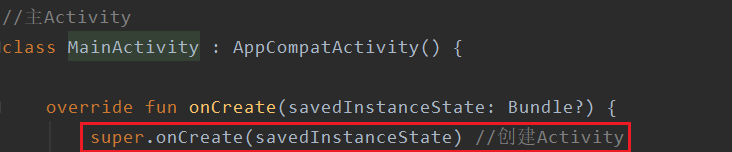 //主Activity
class MainActivity : AppCompatActivity() {
override fun onCreate(savedInstanceState: Bundle?) {
super.onCreate(savedInstanceState) //创建Activity